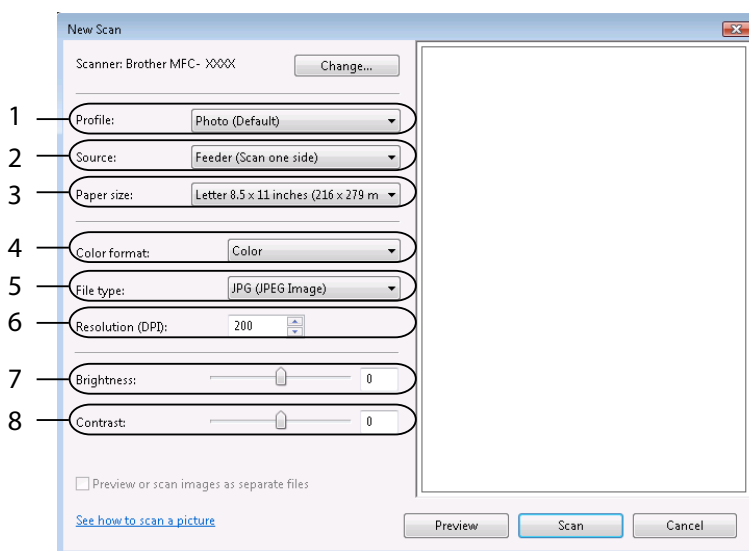 New Scan
Scanner: Brother MFC- XXXX Change...
1 Profile: Photo (Default)
2 Source: Feeder (Scan one side)
3 Paper size: Letter 8.5 x 11 inches (216 x 279 m
4 Color format: Color
5 File type: JPG (JPEG Image)
6 Resolution (DPI): 200
7 Brightness: 0
8 Contrast: 0
Preview or scan images as separate files
See how to scan a picture Preview Scan Cancel